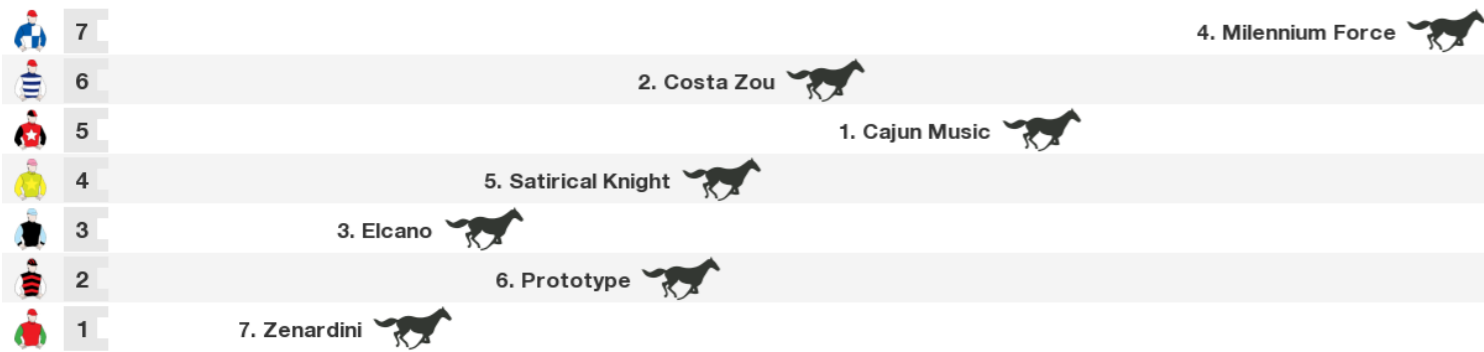 7 4. Milennium Force
6 2. Costa Zou
5 1. Cajun Music
4 5. Satirical Knight
3 3. Elcano
2 6. Prototype
1 7. Zenardini